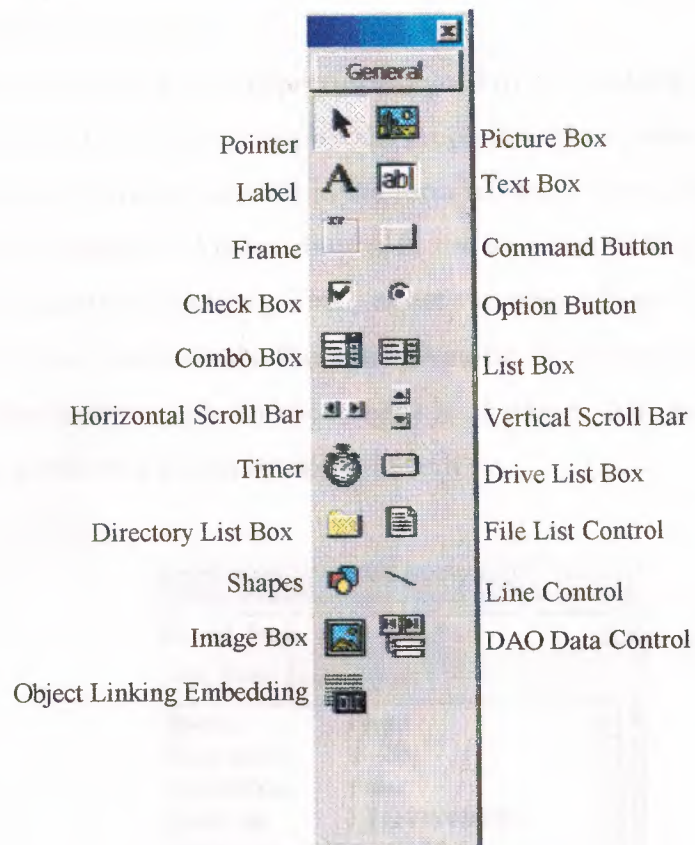 General
Pointer Picture Box
Label A ab Text Box
Frame Command Button
Check Box Option Button
Combo Box List Box
Horizontal Scroll Bar Vertical Scroll Bar
Timer Drive List Box
Directory List Box File List Control
Shapes Line Control
Image Box DAO Data Control
Object Linking Embedding